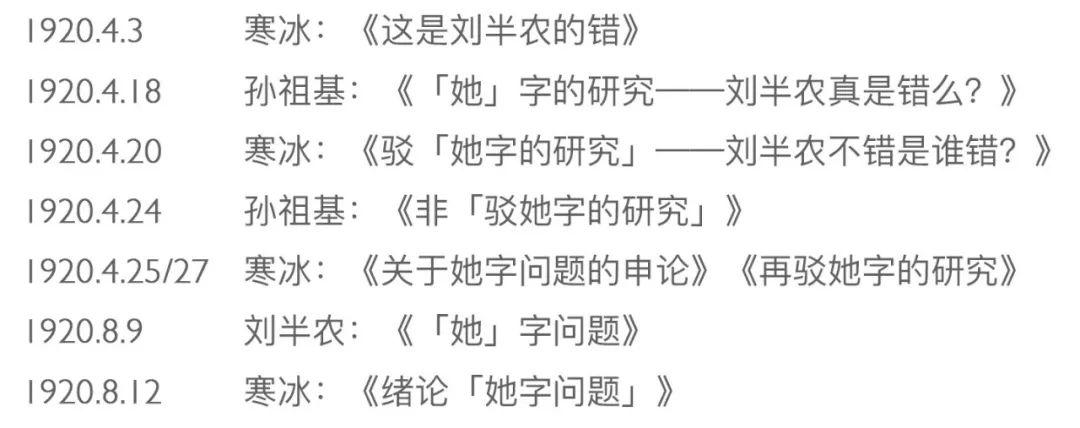 1920.4.3 寒冰：《这是刘半农的错》
1920.4.18 孙祖基：《「她」字的研究——刘半农真是错么？》
1920.4.20 寒冰：《驳「她字的研究」——刘半农不错是谁错？》
1920.4.24 孙祖基：《非「驳她字的研究」》
1920.4.25/27 寒冰：《关于她字问题的申论》《再驳她字的研究》
1920.8.9 刘半农：《「她」字问题》
1920.8.12 寒冰：《绪论「她字问题」》